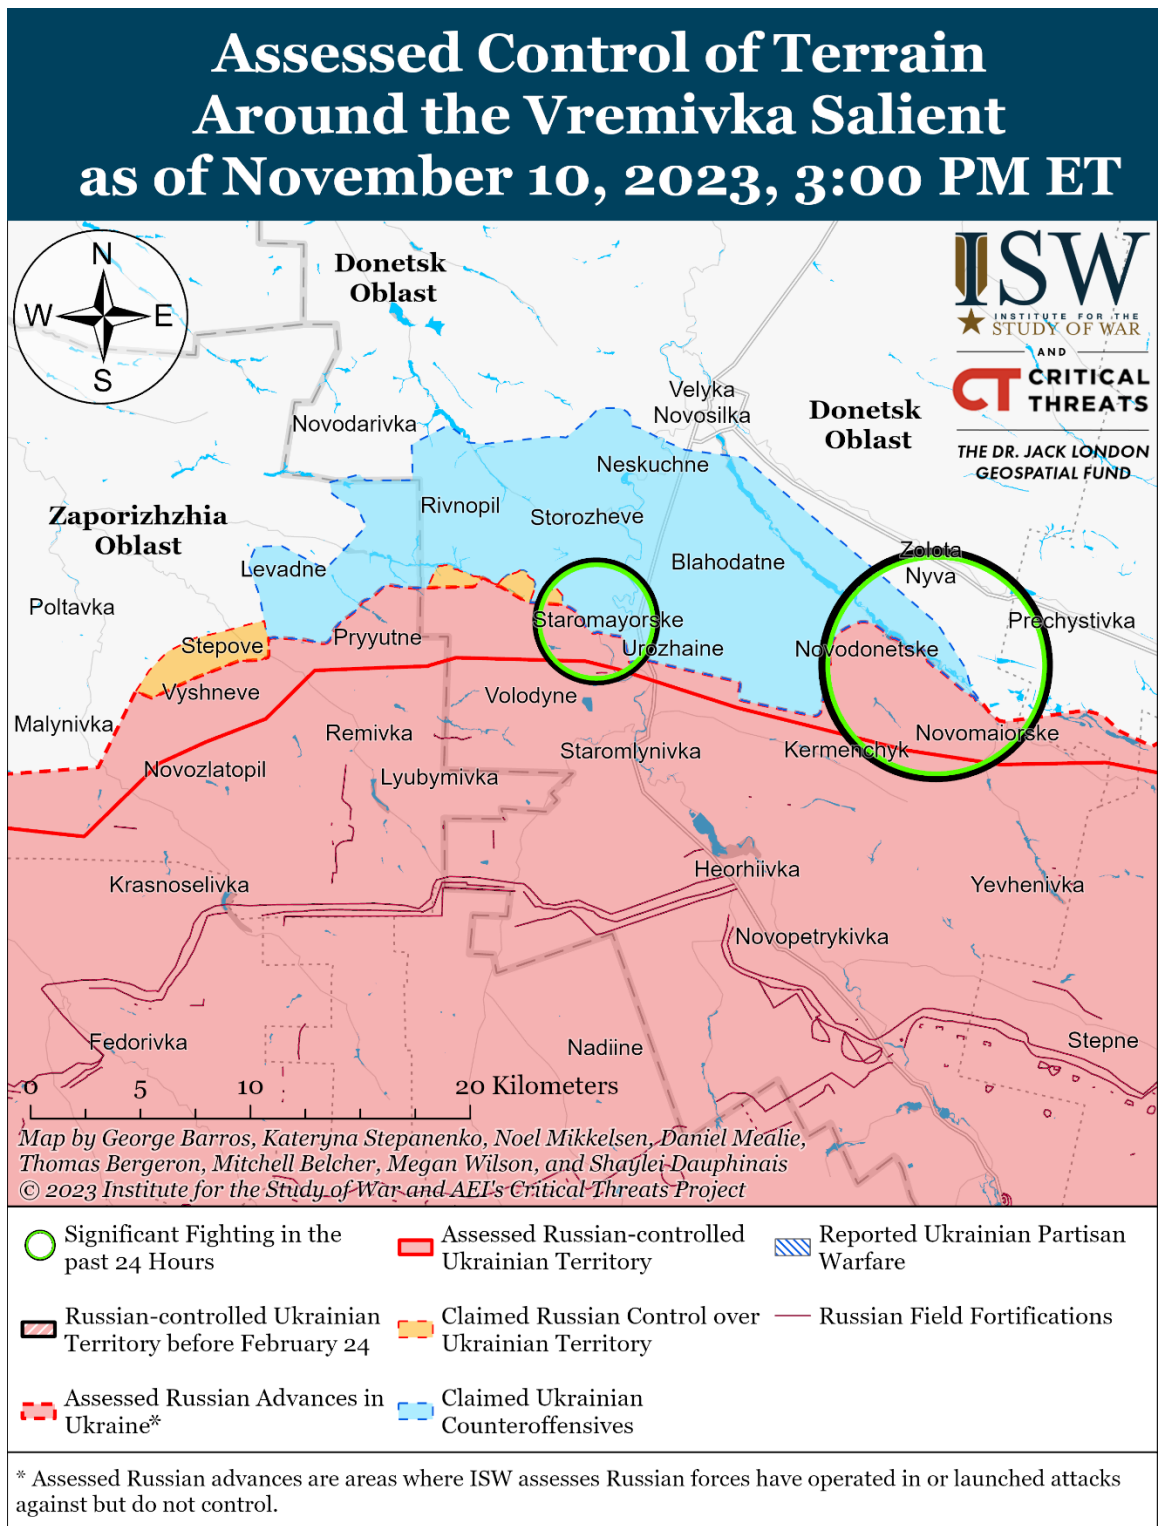 Assessed Control of Terrain
Around the Vremivka Salient
as of November 10, 2023, 3:00 PM ET
N
W
E
S
Donetsk
Oblast
ISW
INSTITUTE FOR THE
STUDY OF WAR
AND
CT CRITICAL
THREATS
THE DR. JACK LONDON
GEOSPATIAL FUND
Velyka
Novosilka
Donetsk
Oblast
Novodarivka
Neskuchne
Rivnopil
Storozheve
Zaporizhzhia
Oblast
Zolota
Nyva
Levadne
Blahodatne
Poltavka
Staromayorske
Prechystivka
Pryyutne
Stepove
Urozhaine
Novodonetske
Vyshneve
Volodyne
Malynivka
Remivka
Novomaiorske
Staromlynivka
Kermenchyk
Novozlatopil
Lyubymivka
Heorhiivka
Krasnoselivka
Yevhenivka
Novopetrykivka
Fedorivka
Nadiine
Stepne
0 5 10 20 Kilometers
Map by George Barros, Kateryna Stepanenko, Noel Mikkelsen, Daniel Mealie,
Thomas Bergeron, Mitchell Belcher, Megan Wilson, and Shaylei Dauphinais
© 2023 Institute for the Study of War and AEI's Critical Threats Project
Significant Fighting in the
past 24 Hours
Assessed Russian-controlled
Ukrainian Territory
Reported Ukrainian Partisan
Warfare
Russian-controlled Ukrainian
Territory before February 24
Claimed Russian Control over
Ukrainian Territory
Russian Field Fortifications
Assessed Russian Advances in
Ukraine*
Claimed Ukrainian
Counteroffensives
* Assessed Russian advances are areas where ISW assesses Russian forces have operated in or launched attacks
against but do not control.